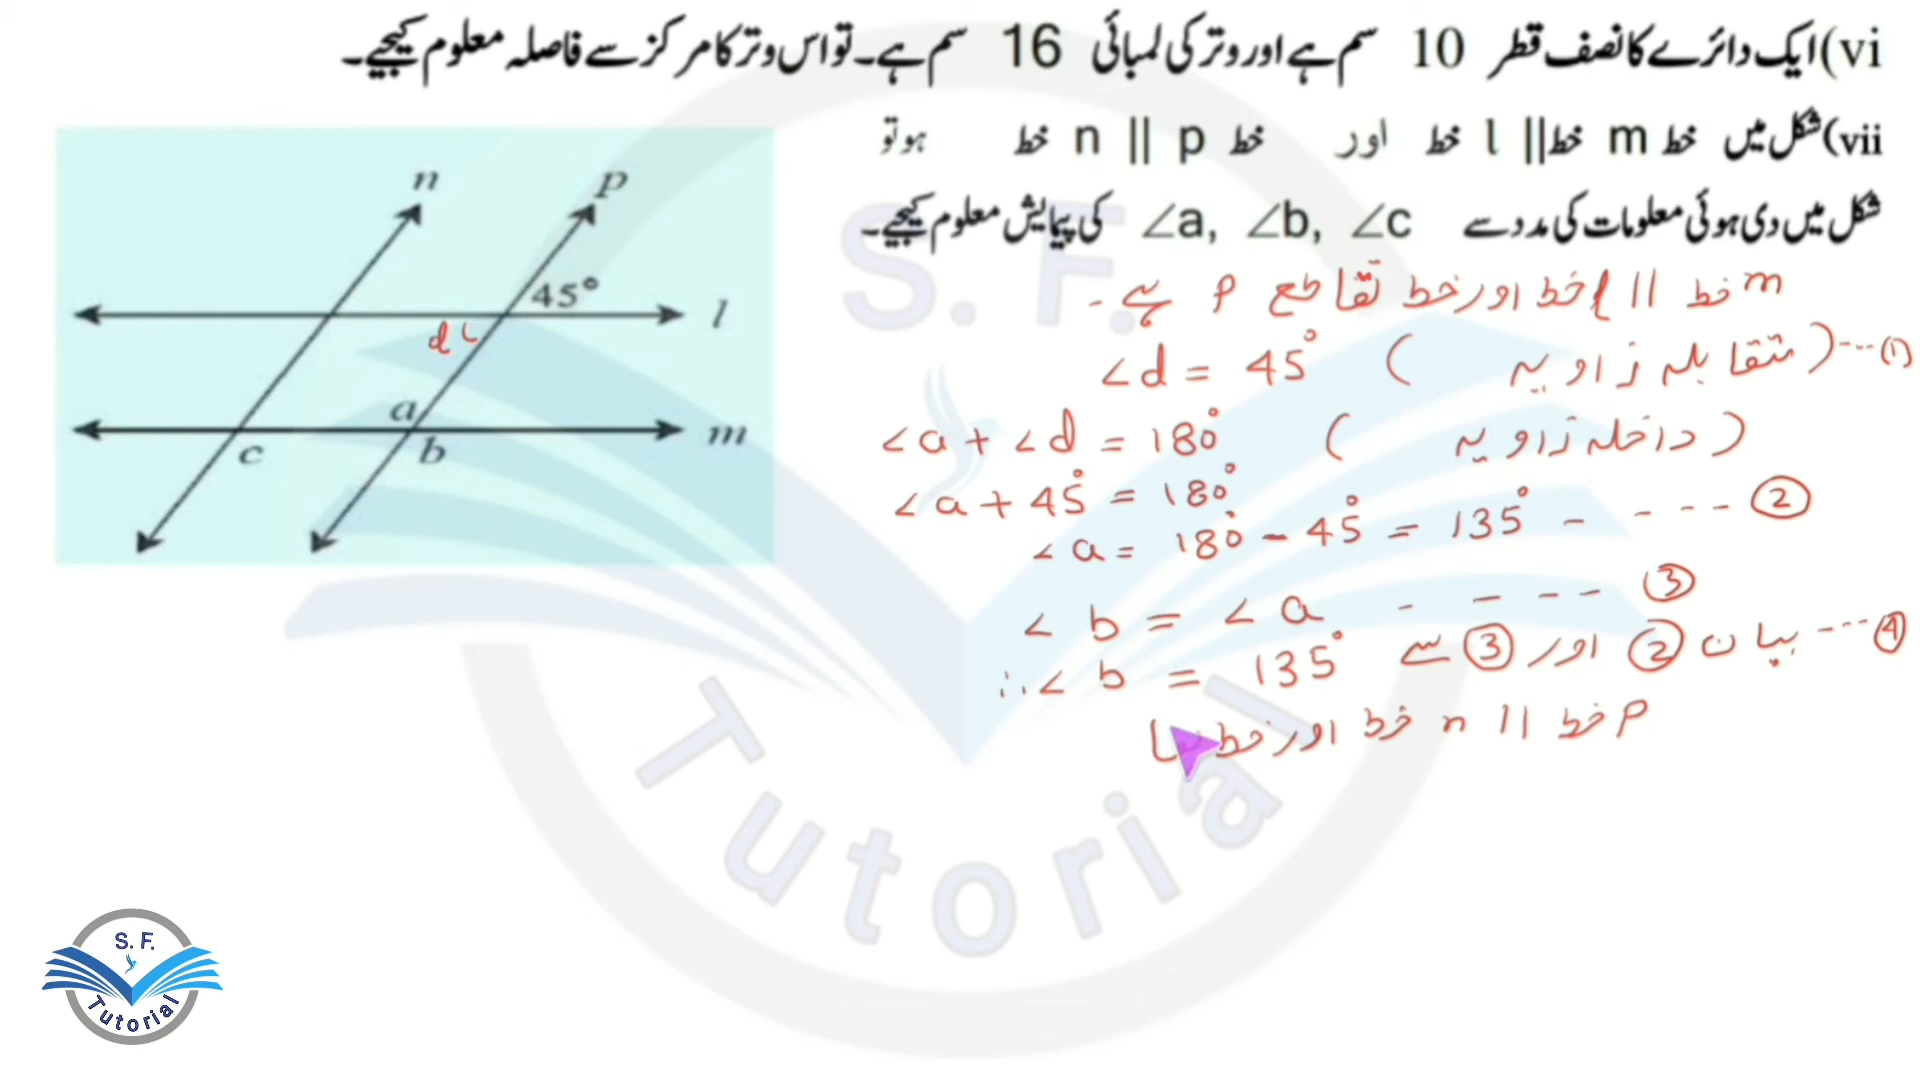 vi) ایک دائرے کا نصف قطر 10 سم ہے اور وتر کی لمبائی 16 سم ہے۔ تو اس وتر کا مرکز سے فاصلہ معلوم کیجیے۔
vii) شکل میں خط m || خط l اور خط n || p خط ہو تو
شکل میں دی ہوئی معلومات کی مدد سے ∠a, ∠b, ∠c کی پیمایش معلوم کیجیے۔
n
p
45°
l
d
a
m
c
b
m خط || l خط اور خط تقاطع p ہے ۔
∠d = 45° (متقابلہ زاویہ) ---(1)
∠a + ∠d = 180° (داخلہ زاویہ)
∠a + 45° = 180°
∠a = 180° - 45° = 135° - - - - - (2)
∠b = ∠a - - - - (3)
∴ ∠b = 135° بیان (2) اور (3) سے ---(4)
p خط || n خط اور خط
S. F.
Tutorial
S. F.
Tutorial